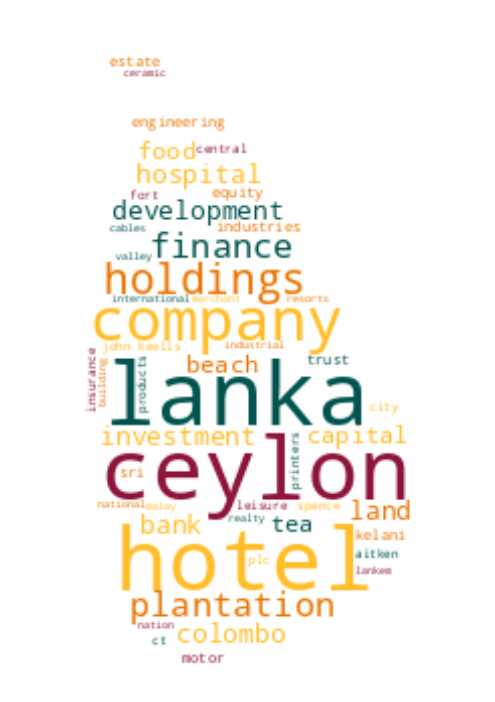 estate
ceramic
engineering
food central
hospital
fort equity
development
cables industries
finance
valley
holdings
international merchant resorts
company
john keells industrial
insurance
building
products
beach trust
lanka
city
investment capital
printers
ceylon
sri
national malay leisure spence land
bank realty tea
kelani
hotel
plc
aitken
lankem
plantation
nation
ct colombo
motor